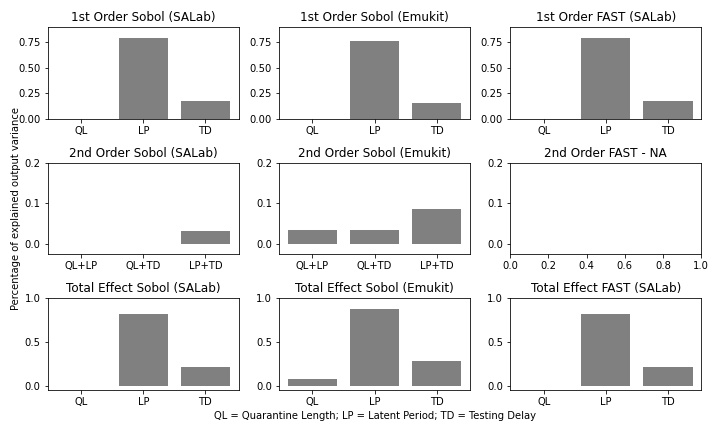 1st Order Sobol (SALab)
1st Order Sobol (Emukit)
1st Order FAST (SALab)
0.75
0.50
0.25
0.00
QL LP TD
0.75
0.50
0.25
0.00
QL LP TD
0.75
0.50
0.25
0.00
QL LP TD
Percentage of explained output variance
2nd Order Sobol (SALab)
2nd Order Sobol (Emukit)
2nd Order FAST - NA
0.2
0.1
0.0
QL+LP QL+TD LP+TD
0.2
0.1
0.0
QL+LP QL+TD LP+TD
0.2
0.1
0.0
0.0 0.2 0.4 0.6 0.8 1.0
Total Effect Sobol (SALab)
Total Effect Sobol (Emukit)
Total Effect FAST (SALab)
1.0
0.5
0.0
QL LP TD
1.0
0.5
0.0
QL LP TD
1.0
0.5
0.0
QL LP TD
QL = Quarantine Length; LP = Latent Period; TD = Testing Delay